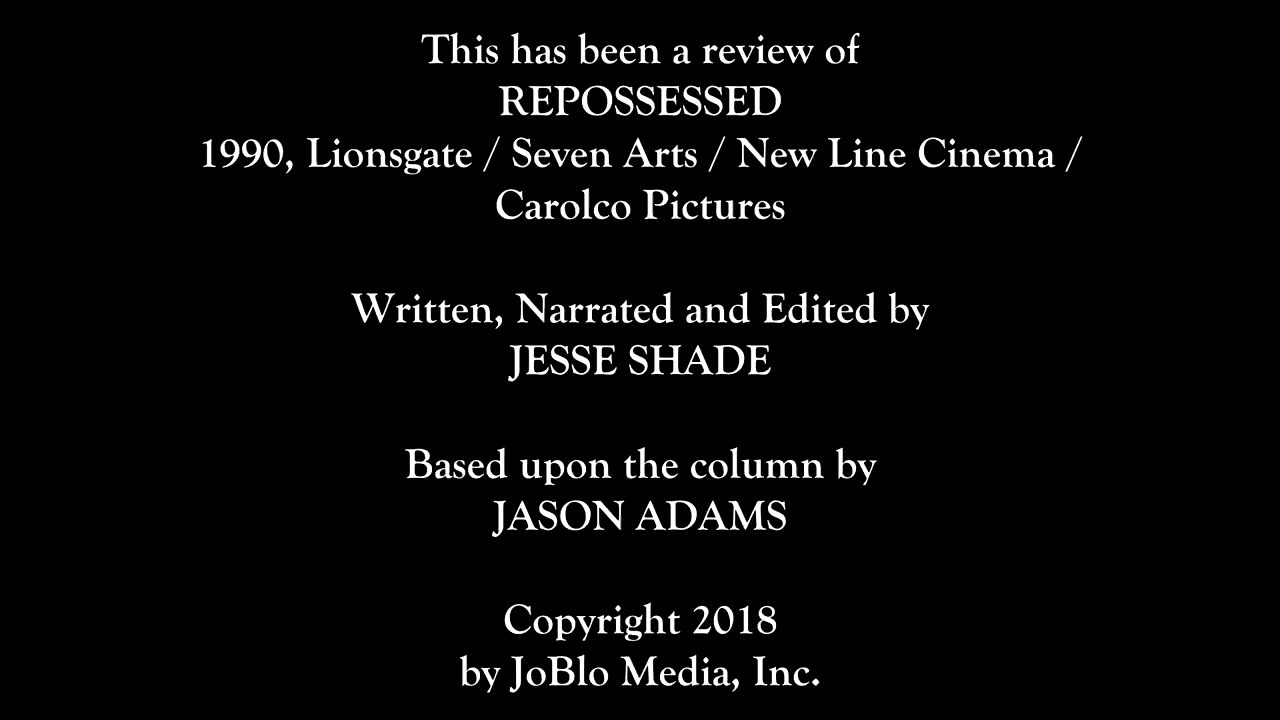 This has been a review of
REPOSSESSED
1990, Lionsgate / Seven Arts / New Line Cinema /
Carolco Pictures
Written, Narrated and Edited by
JESSE SHADE
Based upon the column by
JASON ADAMS
Copyright 2018
by JoBlo Media, Inc.